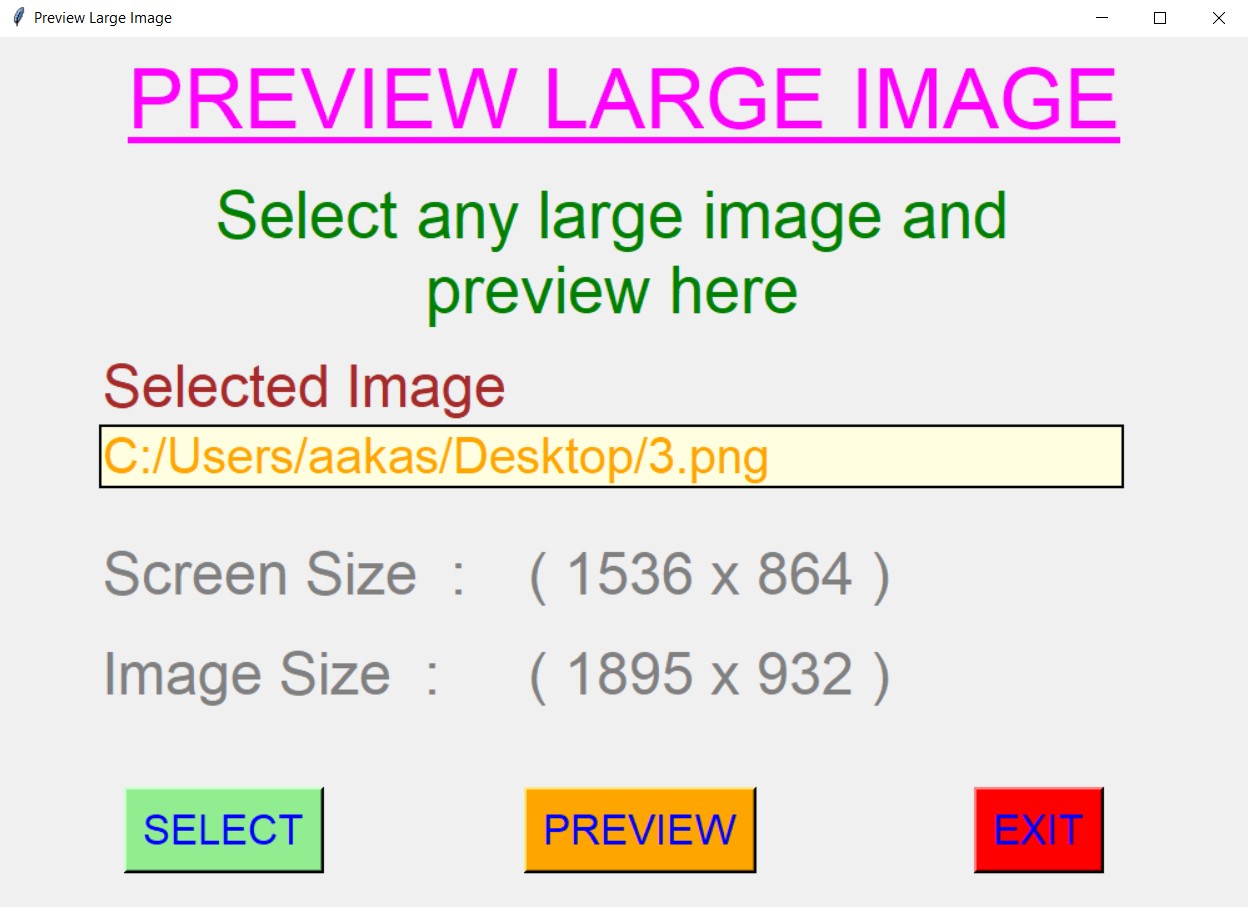 Preview Large Image
PREVIEW LARGE IMAGE
Select any large image and
preview here
Selected Image
C:/Users/aakas/Desktop/3.png
Screen Size : ( 1536 x 864 )
Image Size : ( 1895 x 932 )
SELECT PREVIEW EXIT